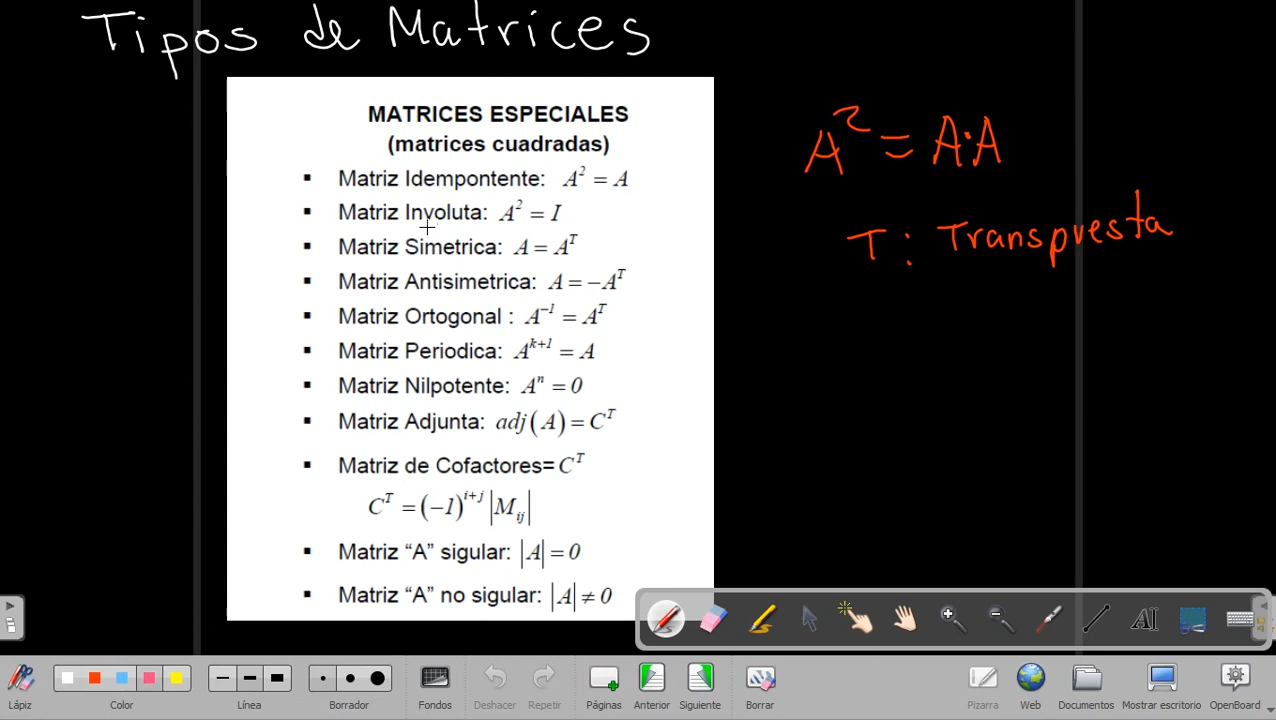 Tipos de Matrices
MATRICES ESPECIALES
(matrices cuadradas)
▪ Matriz Idempontente: A² = A
▪ Matriz Involuta: A² = I
▪ Matriz Simetrica: A = Aᵀ
▪ Matriz Antisimetrica: A = −Aᵀ
▪ Matriz Ortogonal : A⁻¹ = Aᵀ
▪ Matriz Periodica: Aᵏ⁺¹ = A
▪ Matriz Nilpotente: Aⁿ = 0
▪ Matriz Adjunta: adj(A) = Cᵀ
▪ Matriz de Cofactores= Cᵀ
Cᵀ = (−1)ⁱ⁺ʲ |Mᵢⱼ|
▪ Matriz “A” sigular: |A| = 0
▪ Matriz “A” no sigular: |A| ≠ 0
A² = A·A
T: Transpuesta
AI
Lápiz Color Línea Borrador Fondos Deshacer Repetir Páginas Anterior Siguiente Borrar Pizarra Web Documentos Mostrar escritorio OpenBoard